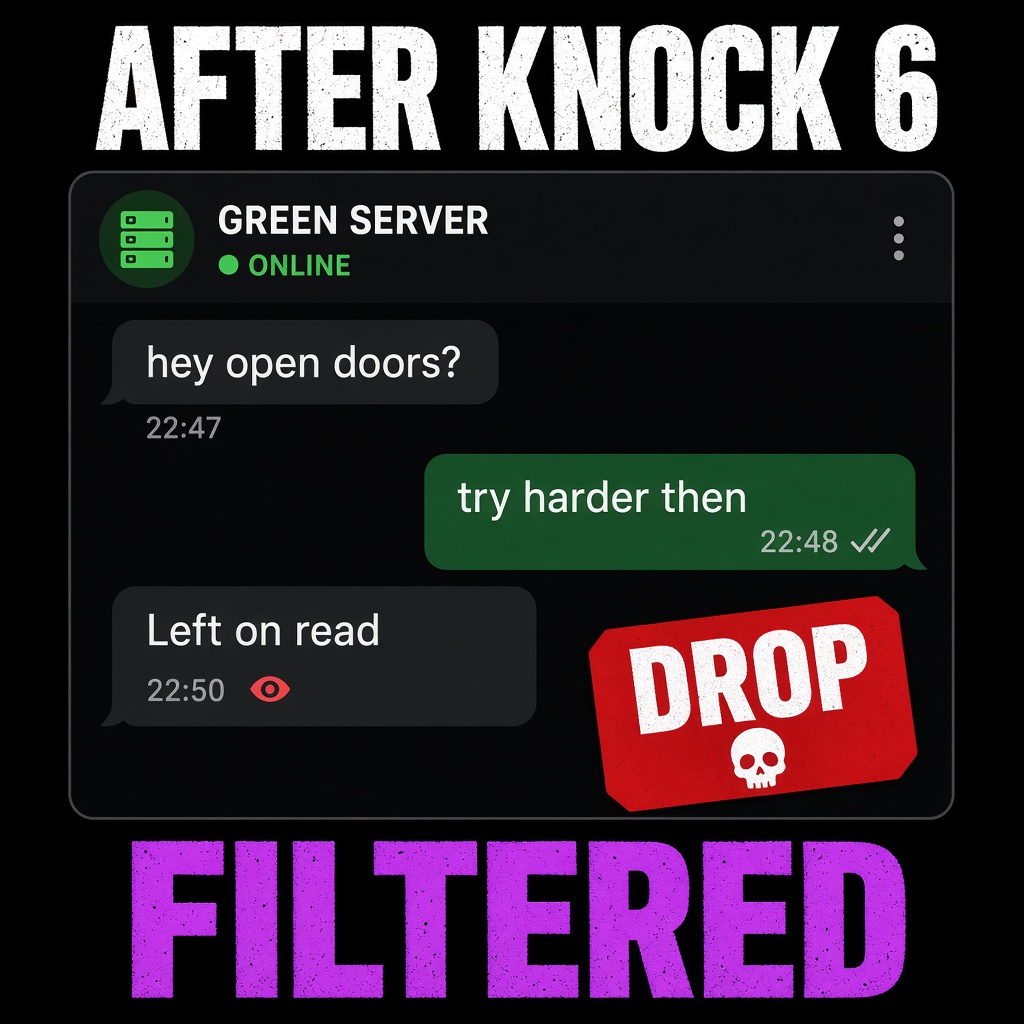 AFTER KNOCK 6
GREEN SERVER
ONLINE
hey open doors?
22:47
try harder then
22:48
Left on read
22:50
DROP
FILTERED